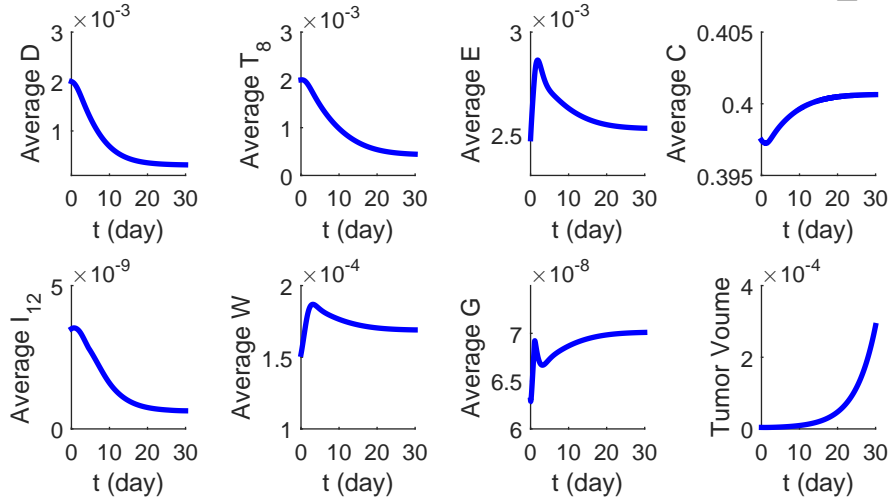 ×10^-3
3
2
1
Average D
0 10 20 30
t (day)
×10^-3
3
2
1
0
Average T_8
0 10 20 30
t (day)
×10^-3
3
2.5
Average E
0 10 20 30
t (day)
0.405
0.4
0.395
Average C
0 10 20 30
t (day)
×10^-9
5
0
Average I_12
0 10 20 30
t (day)
×10^-4
2
1.5
1
Average W
0 10 20 30
t (day)
×10^-8
8
7
6.5
6
Average G
0 10 20 30
t (day)
×10^-4
4
2
0
Tumor Voume
0 10 20 30
t (day)